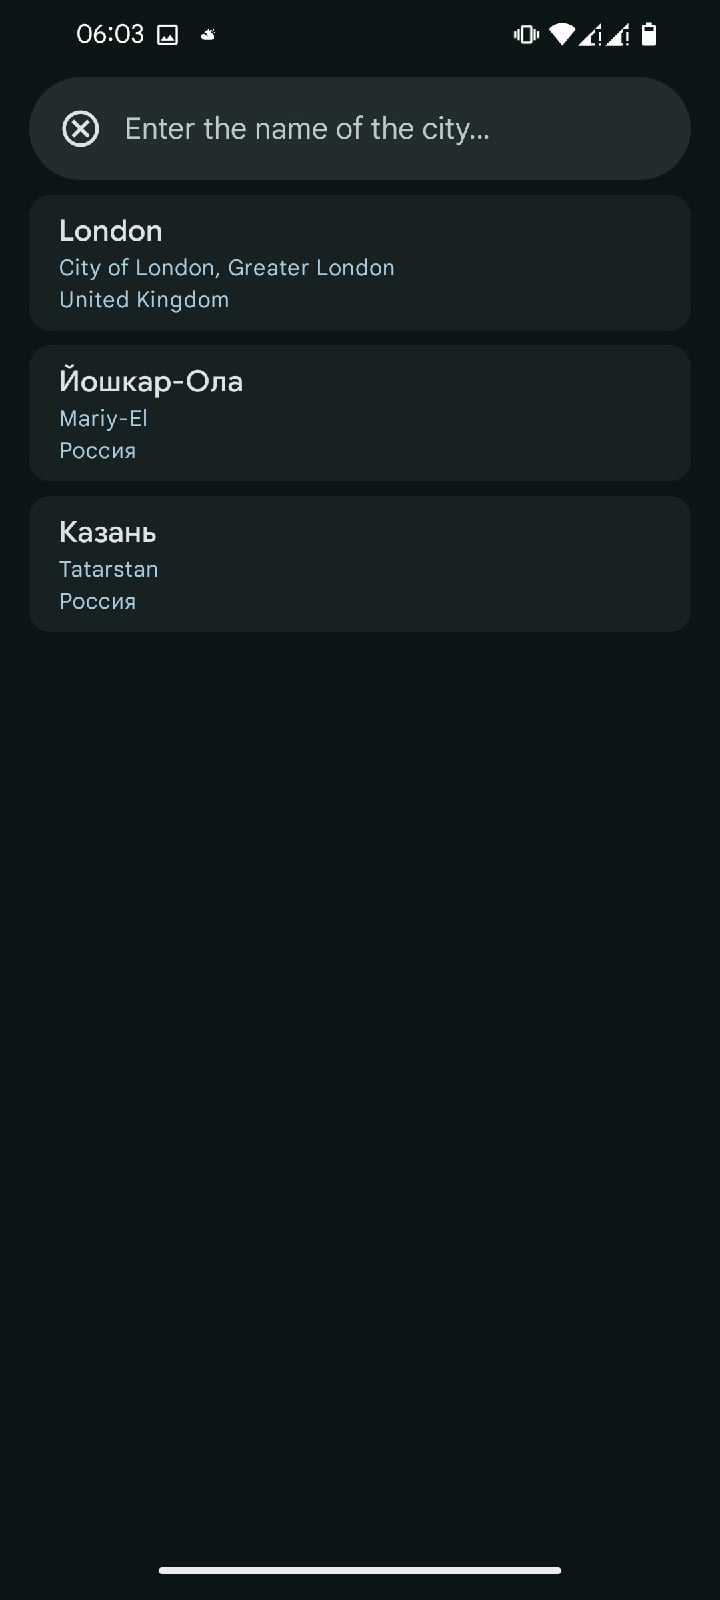 06:03
Enter the name of the city...
London
City of London, Greater London
United Kingdom
Йошкар-Ола
Mariy-El
Россия
Казань
Tatarstan
Россия